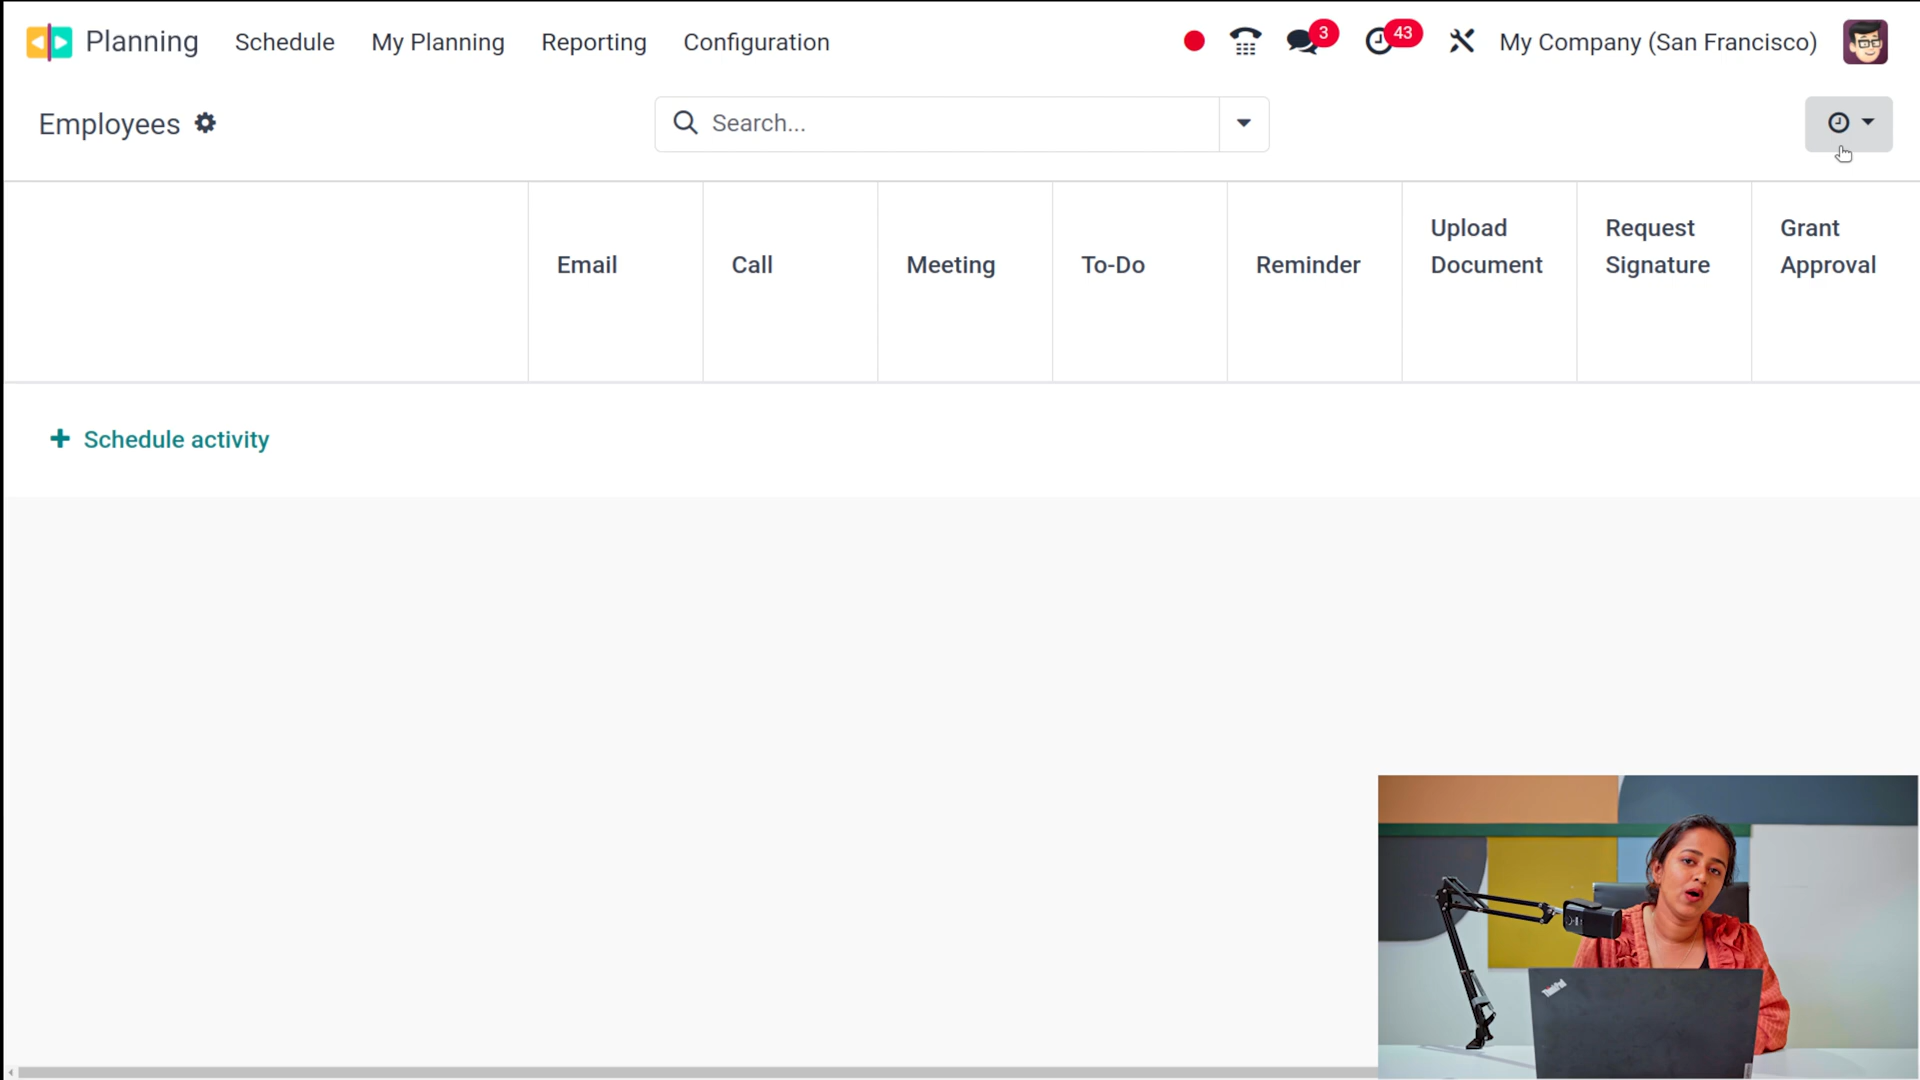 Planning Schedule My Planning Reporting Configuration 3 43 My Company (San Francisco)
Employees Search...
Email Call Meeting To-Do Reminder Upload Document Request Signature Grant Approval
+ Schedule activity
ThinkPad